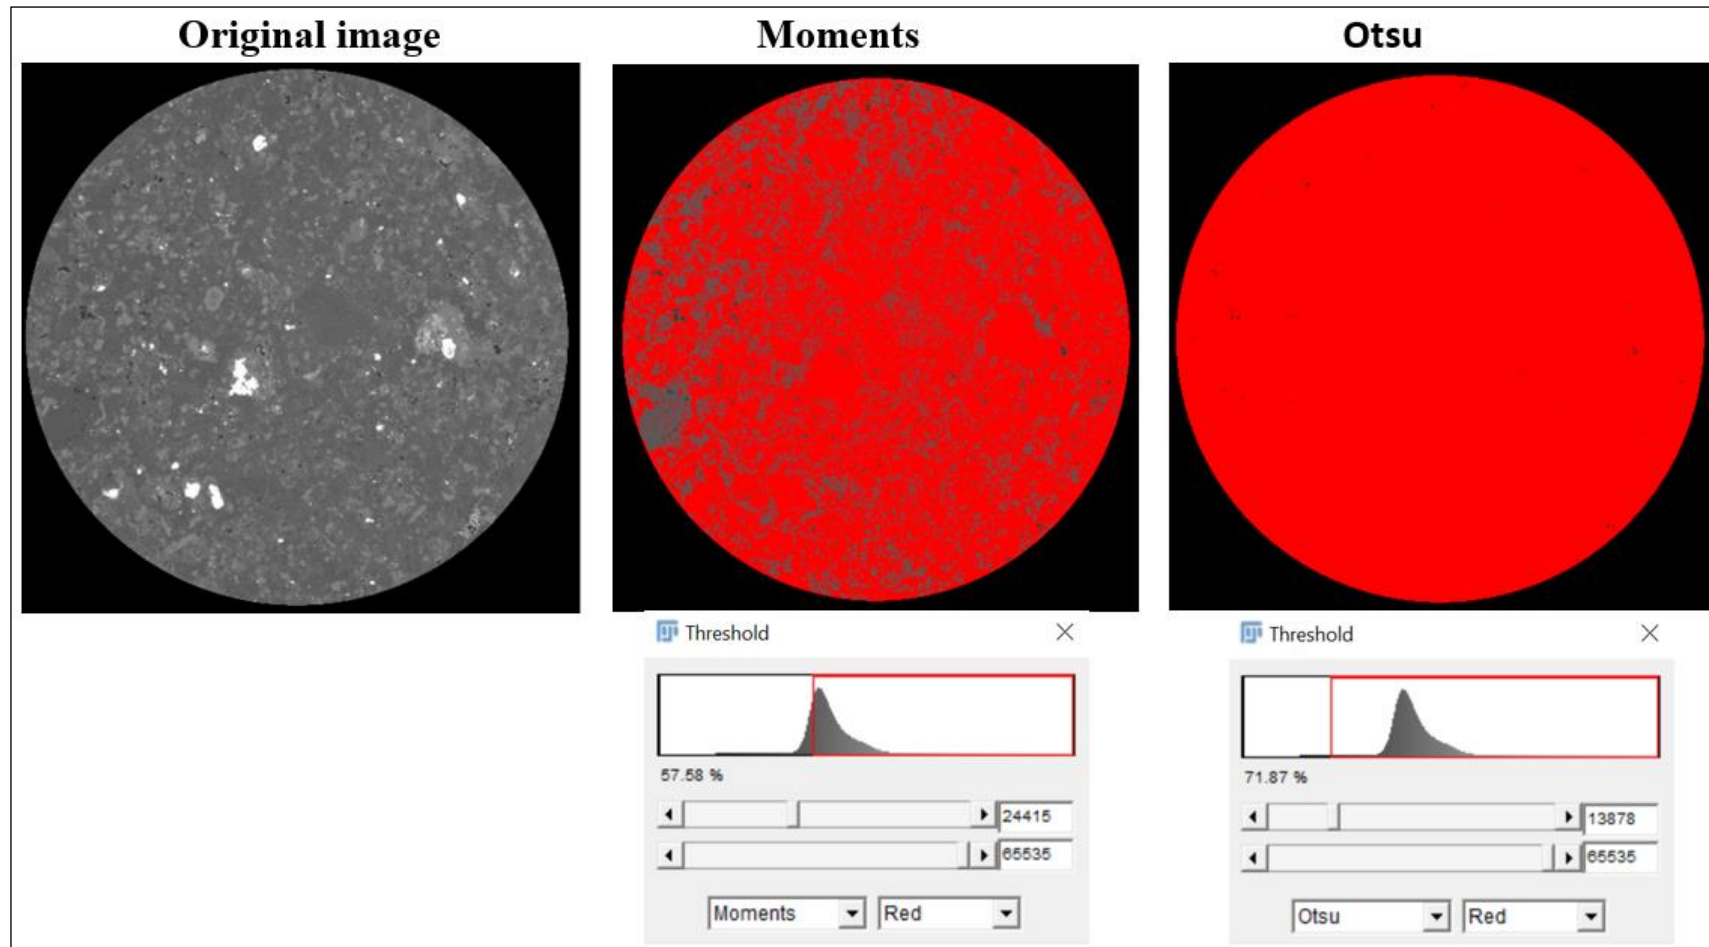 Original image
Moments
Otsu
Threshold
57.58 %
24415
65535
Moments
Red
Threshold
71.87 %
13878
65535
Otsu
Red